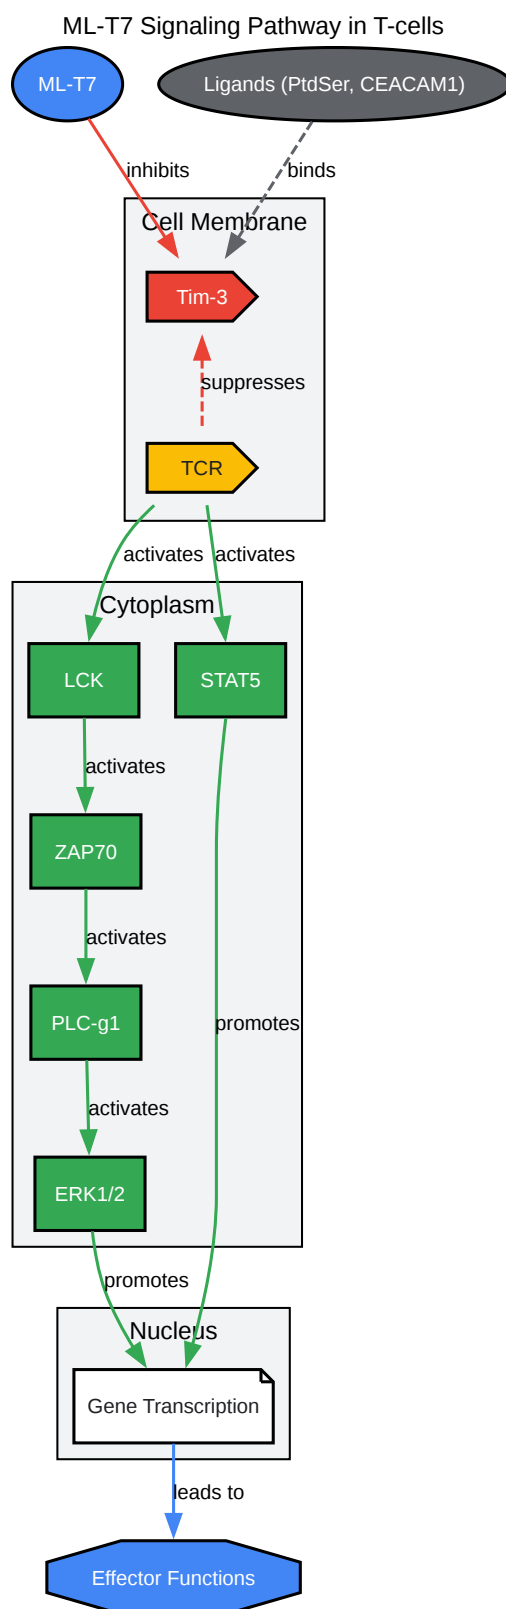 ML-T7 Signaling Pathway in T-cells
ML-T7
Ligands (PtdSer, CEACAM1)
inhibits
binds
Cell Membrane
Tim-3
suppresses
TCR
activates
activates
Cytoplasm
LCK
STAT5
activates
ZAP70
activates
PLC-g1
promotes
activates
ERK1/2
promotes
Nucleus
Gene Transcription
leads to
Effector Functions